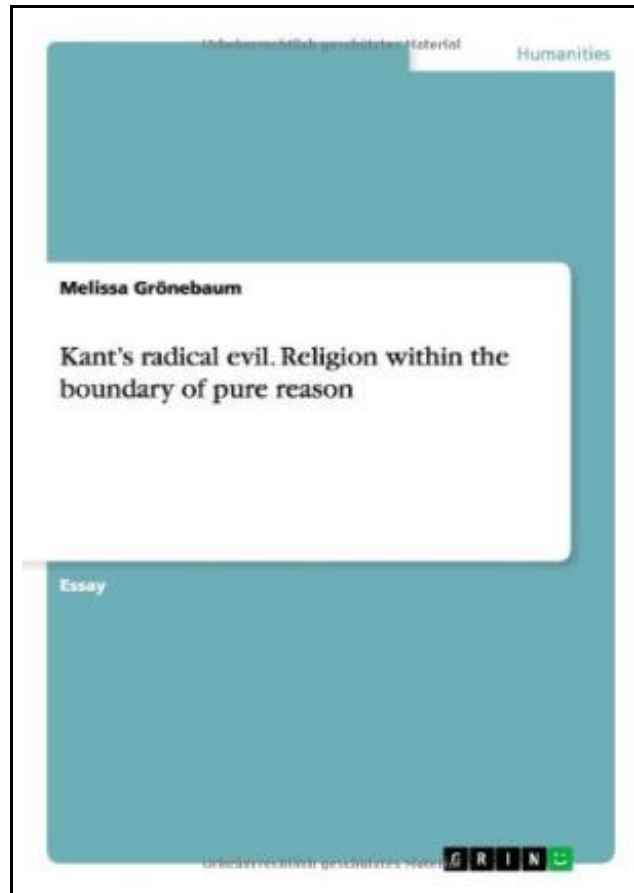 Urheberrechtlich geschütztes Material
Humanities
Melissa Grönebaum
Kant's radical evil. Religion within the
boundary of pure reason
Essay
Urheberrechtlich geschütztes Material
GRIN